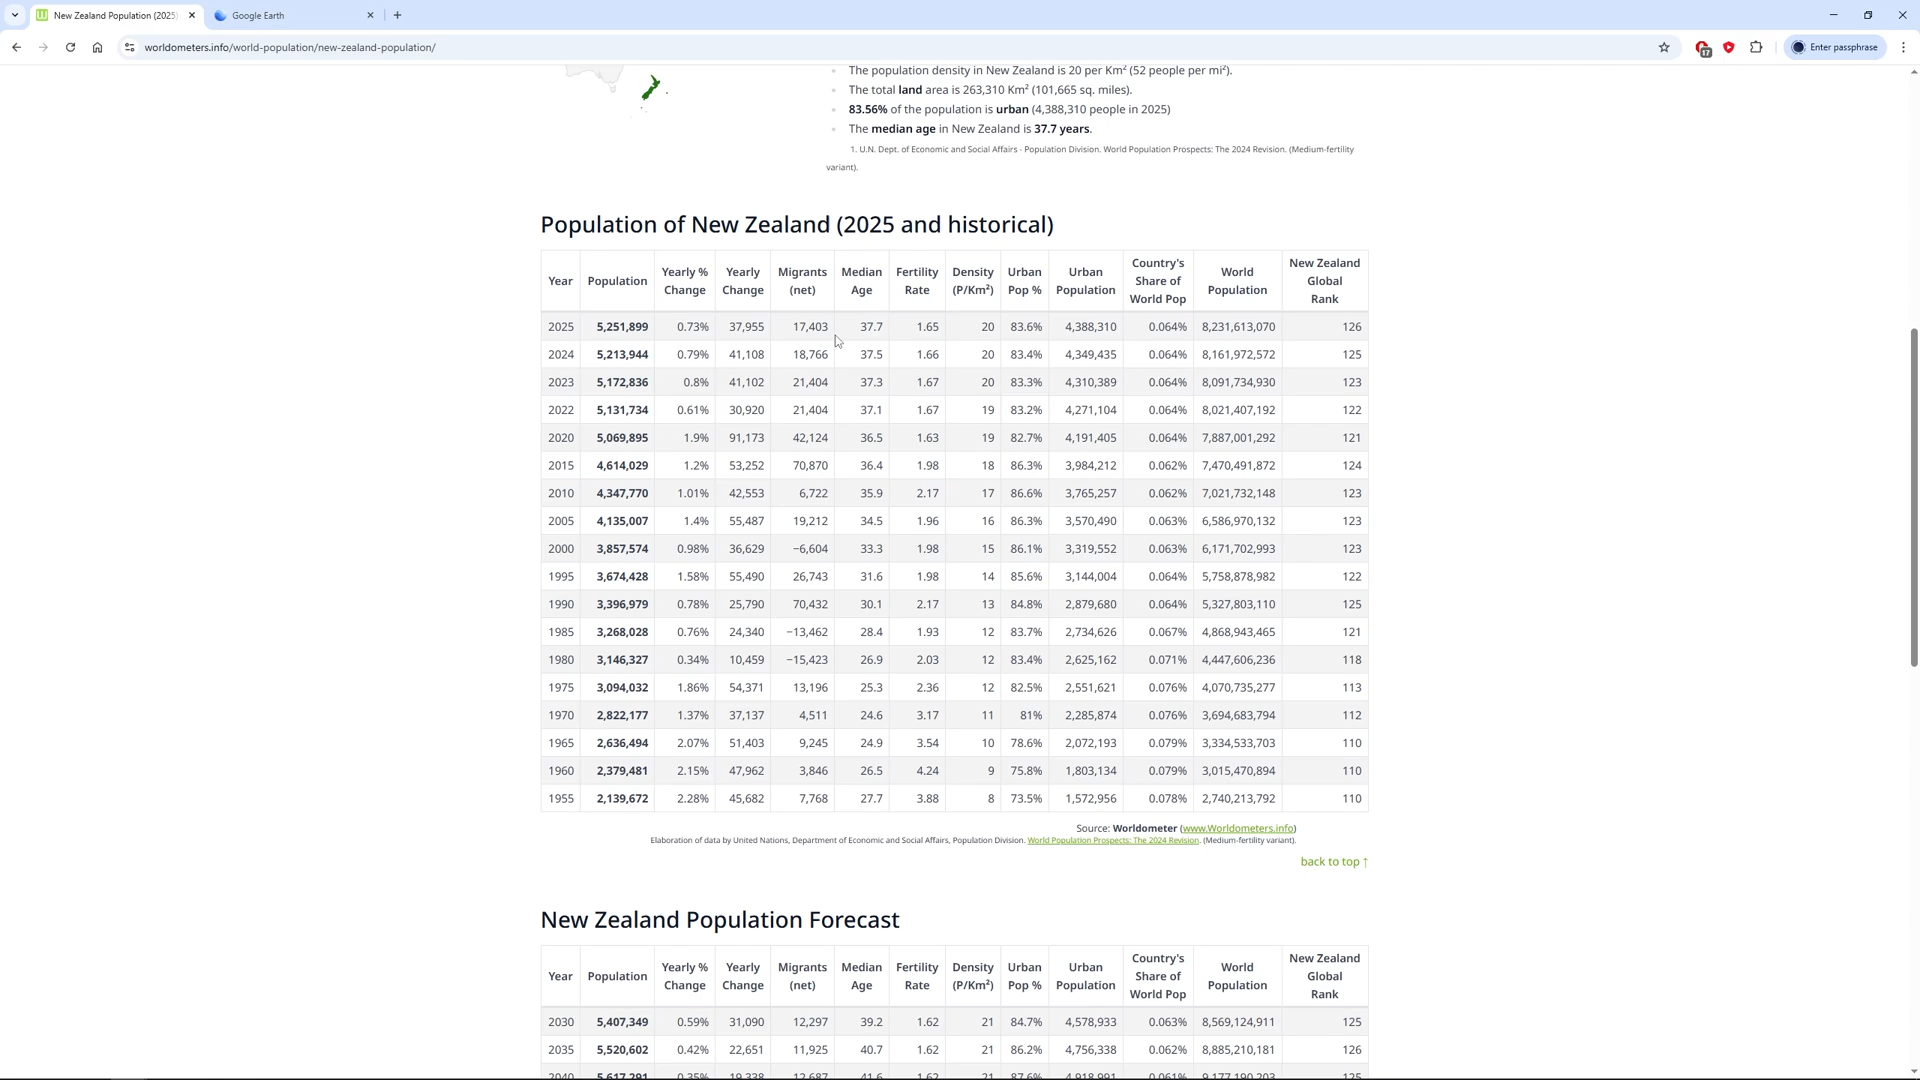 New Zealand Population (2025)
Google Earth
worldometers.info/world-population/new-zealand-population/
17
Enter passphrase
The population density in New Zealand is 20 per Km² (52 people per mi²).
The total land area is 263,310 Km² (101,665 sq. miles).
83.56% of the population is urban (4,388,310 people in 2025)
The median age in New Zealand is 37.7 years.
1. U.N. Dept. of Economic and Social Affairs - Population Division. World Population Prospects: The 2024 Revision. (Medium-fertility
variant).
Population of New Zealand (2025 and historical)
Year Population Yearly % Change Yearly Change Migrants (net) Median Age Fertility Rate Density (P/Km²) Urban Pop % Urban Population Country's Share of World Pop World Population New Zealand Global Rank
2025 5,251,899 0.73% 37,955 17,403 37.7 1.65 20 83.6% 4,388,310 0.064% 8,231,613,070 126
2024 5,213,944 0.79% 41,108 18,766 37.5 1.66 20 83.4% 4,349,435 0.064% 8,161,972,572 125
2023 5,172,836 0.8% 41,102 21,404 37.3 1.67 20 83.3% 4,310,389 0.064% 8,091,734,930 123
2022 5,131,734 0.61% 30,920 21,404 37.1 1.67 19 83.2% 4,271,104 0.064% 8,021,407,192 122
2020 5,069,895 1.9% 91,173 42,124 36.5 1.63 19 82.7% 4,191,405 0.064% 7,887,001,292 121
2015 4,614,029 1.2% 53,252 70,870 36.4 1.98 18 86.3% 3,984,212 0.062% 7,470,491,872 124
2010 4,347,770 1.01% 42,553 6,722 35.9 2.17 17 86.6% 3,765,257 0.062% 7,021,732,148 123
2005 4,135,007 1.4% 55,487 19,212 34.5 1.96 16 86.3% 3,570,490 0.063% 6,586,970,132 123
2000 3,857,574 0.98% 36,629 −6,604 33.3 1.98 15 86.1% 3,319,552 0.063% 6,171,702,993 123
1995 3,674,428 1.58% 55,490 26,743 31.6 1.98 14 85.6% 3,144,004 0.064% 5,758,878,982 122
1990 3,396,979 0.78% 25,790 70,432 30.1 2.17 13 84.8% 2,879,680 0.064% 5,327,803,110 125
1985 3,268,028 0.76% 24,340 −13,462 28.4 1.93 12 83.7% 2,734,626 0.067% 4,868,943,465 121
1980 3,146,327 0.34% 10,459 −15,423 26.9 2.03 12 83.4% 2,625,162 0.071% 4,447,606,236 118
1975 3,094,032 1.86% 54,371 13,196 25.3 2.36 12 82.5% 2,551,621 0.076% 4,070,735,277 113
1970 2,822,177 1.37% 37,137 4,511 24.6 3.17 11 81% 2,285,874 0.076% 3,694,683,794 112
1965 2,636,494 2.07% 51,403 9,245 24.9 3.54 10 78.6% 2,072,193 0.079% 3,334,533,703 110
1960 2,379,481 2.15% 47,962 3,846 26.5 4.24 9 75.8% 1,803,134 0.079% 3,015,470,894 110
1955 2,139,672 2.28% 45,682 7,768 27.7 3.88 8 73.5% 1,572,956 0.078% 2,740,213,792 110
Source: Worldometer (www.Worldometers.info)
Elaboration of data by United Nations, Department of Economic and Social Affairs, Population Division. World Population Prospects: The 2024 Revision. (Medium-fertility variant).
back to top ↑
New Zealand Population Forecast
Year Population Yearly % Change Yearly Change Migrants (net) Median Age Fertility Rate Density (P/Km²) Urban Pop % Urban Population Country's Share of World Pop World Population New Zealand Global Rank
2030 5,407,349 0.59% 31,090 12,297 39.2 1.62 21 84.7% 4,578,933 0.063% 8,569,124,911 125
2035 5,520,602 0.42% 22,651 11,925 40.7 1.62 21 86.2% 4,756,338 0.062% 8,885,210,181 126
2040 5,617,291 0.35% 19,338 12,687 41.6 1.62 21 87.6% 4,918,991 0.061% 9,177,190,203 125